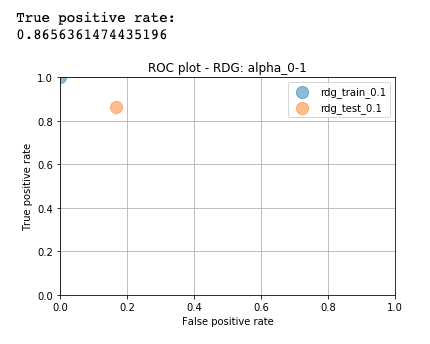 True positive rate:
0.8656361474435196
ROC plot - RDG: alpha_0-1
rdg_train_0.1
rdg_test_0.1
True positive rate
1.0
0.8
0.6
0.4
0.2
0.0
0.0 0.2 0.4 0.6 0.8 1.0
False positive rate